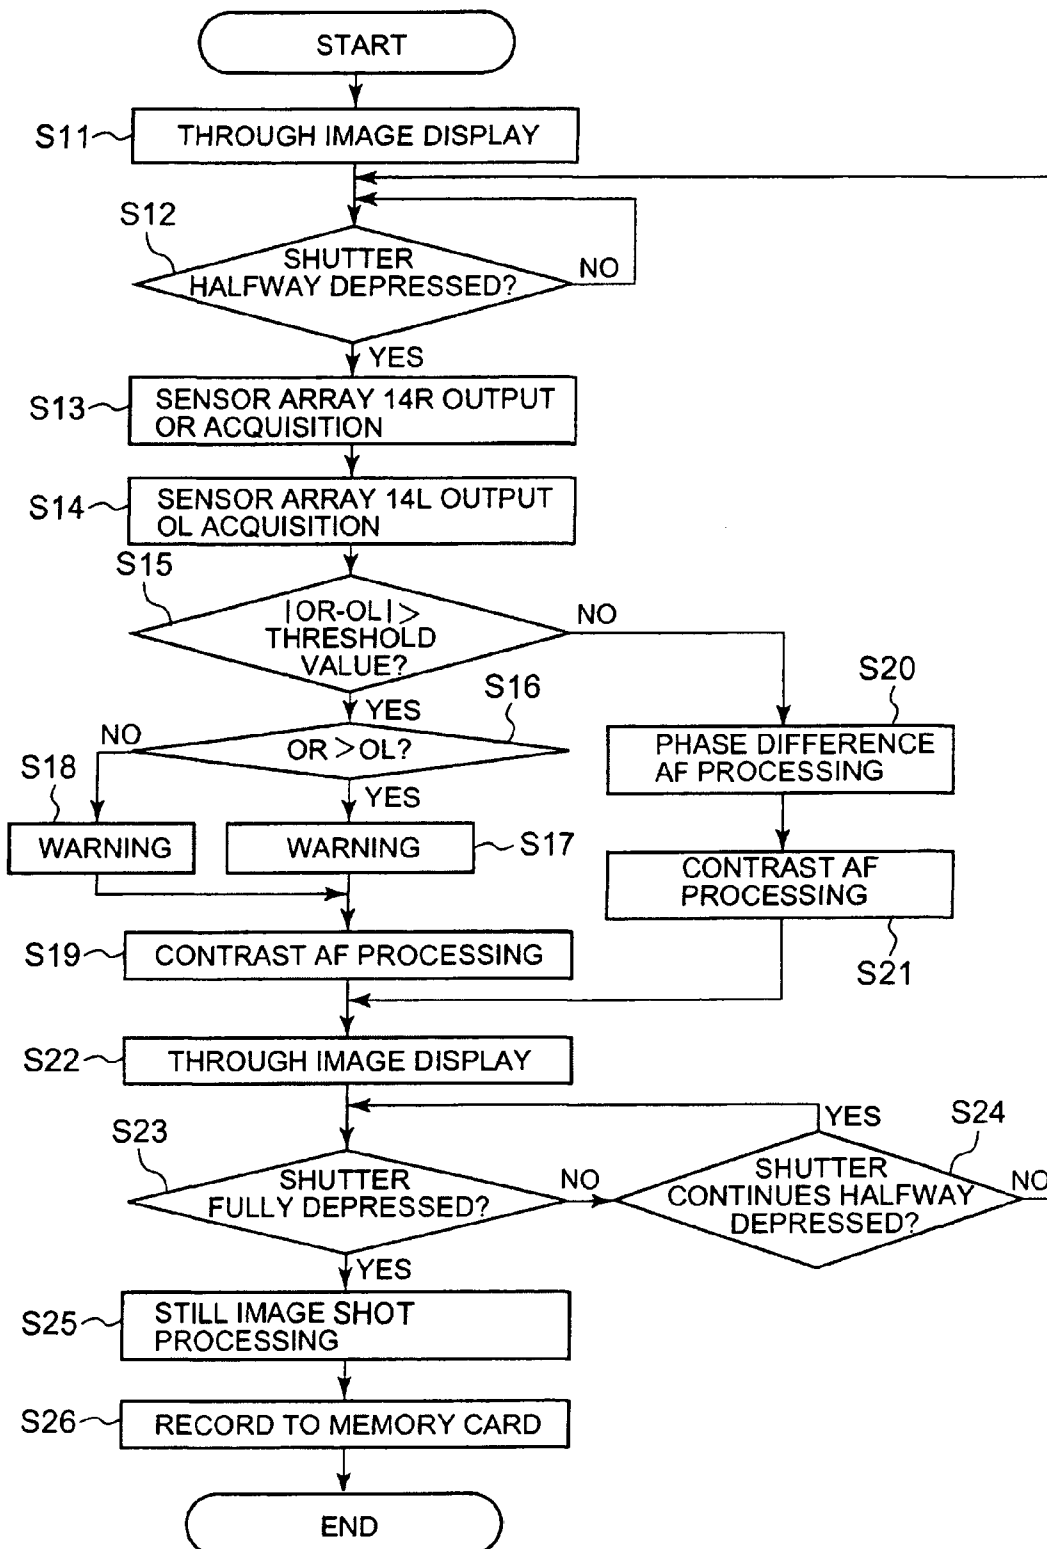 START
S11
THROUGH IMAGE DISPLAY
S12
SHUTTER
HALFWAY DEPRESSED?
NO
YES
S13
SENSOR ARRAY 14R OUTPUT
OR ACQUISITION
S14
SENSOR ARRAY 14L OUTPUT
OL ACQUISITION
S15
|OR-OL|>
THRESHOLD
VALUE?
NO
YES
S16
OR>OL?
NO
YES
S18
WARNING
WARNING
S17
S20
PHASE DIFFERENCE
AF PROCESSING
CONTRAST AF
PROCESSING
S21
S19
CONTRAST AF PROCESSING
S22
THROUGH IMAGE DISPLAY
S23
SHUTTER
FULLY DEPRESSED?
NO
YES
S24
YES
SHUTTER
CONTINUES HALFWAY
DEPRESSED?
NO
S25
STILL IMAGE SHOT
PROCESSING
S26
RECORD TO MEMORY CARD
END